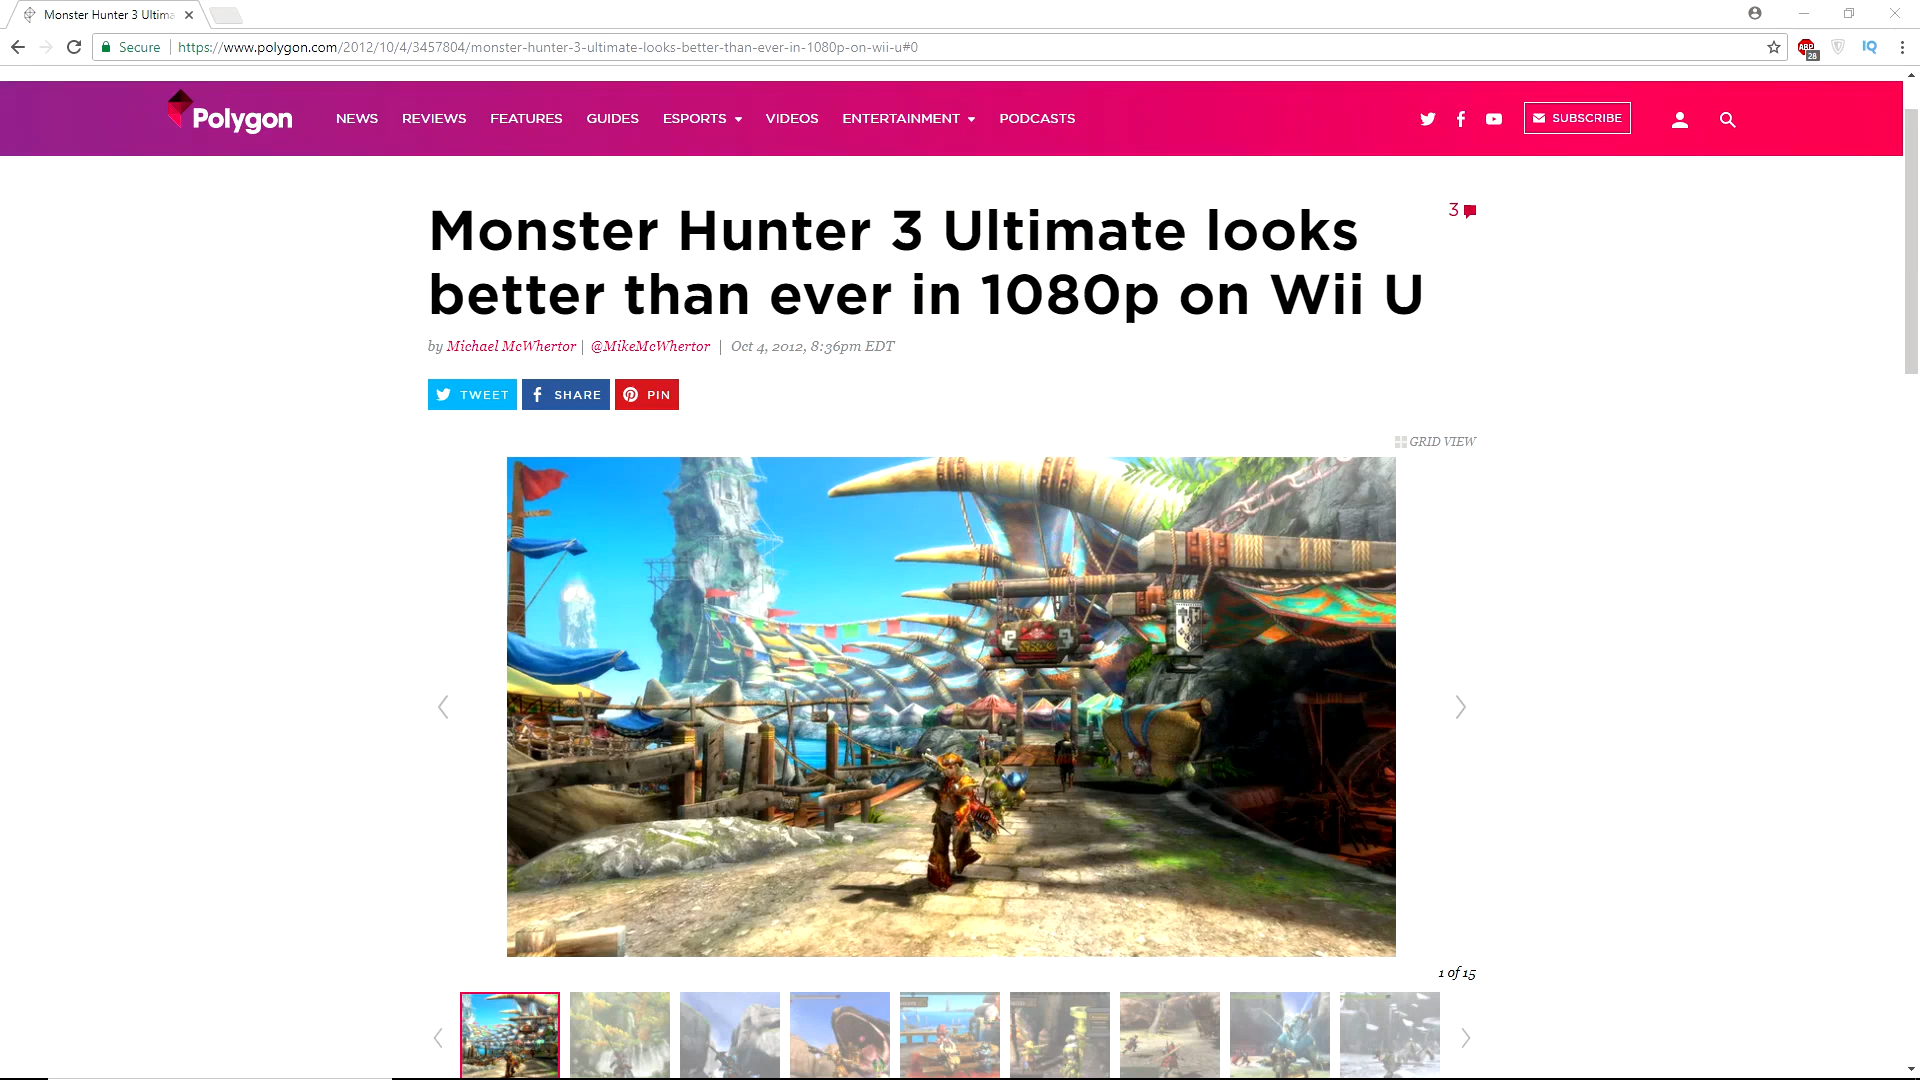 Monster Hunter 3 Ultima
Secure
https://www.polygon.com/2012/10/4/3457804/monster-hunter-3-ultimate-looks-better-than-ever-in-1080p-on-wii-u#0
ABP
28
IQ
Polygon
NEWS REVIEWS FEATURES GUIDES ESPORTS VIDEOS ENTERTAINMENT PODCASTS
SUBSCRIBE
Monster Hunter 3 Ultimate looks
better than ever in 1080p on Wii U
3
by Michael McWhertor | @MikeMcWhertor | Oct 4, 2012, 8:36pm EDT
TWEET SHARE PIN
GRID VIEW
1 of 15